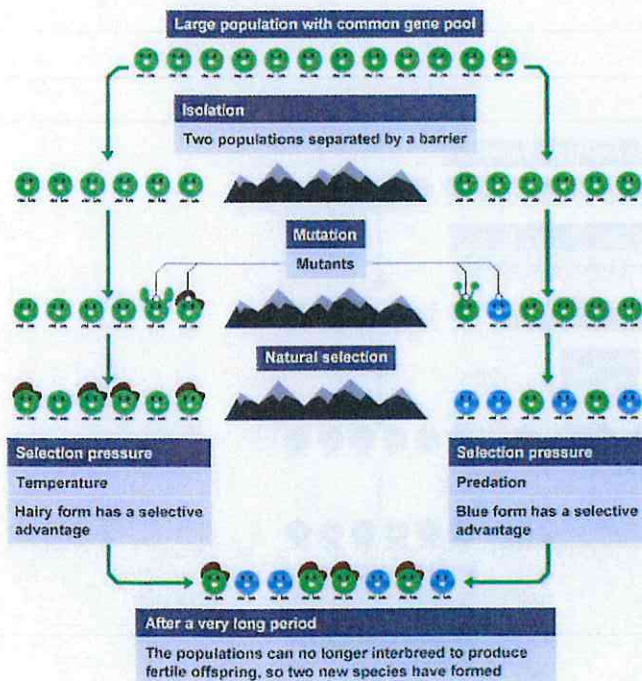 Large population with common gene pool
Isolation
Two populations separated by a barrier
Mutation
Mutants
Natural selection
Selection pressure
Temperature
Hairy form has a selective
advantage
Selection pressure
Predation
Blue form has a selective
advantage
After a very long period
The populations can no longer interbreed to produce
fertile offspring, so two new species have formed